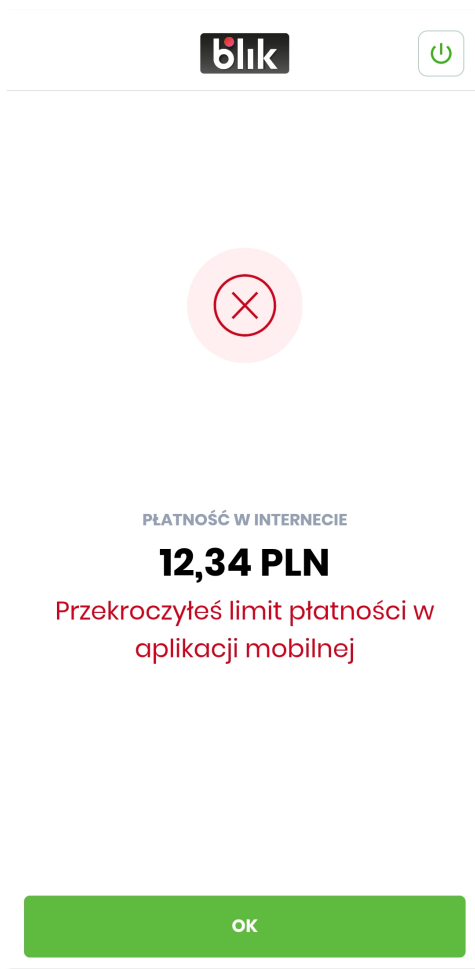 blik
PŁATNOŚĆ W INTERNECIE
12,34 PLN
Przekroczyłeś limit płatności w
aplikacji mobilnej
OK